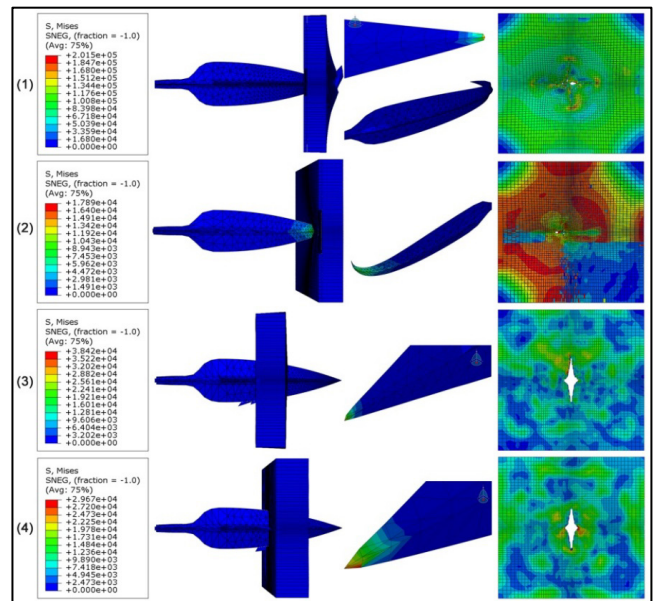 (1)
S, Mises
SNEG, (fraction = -1.0)
(Avg: 75%)
+2.015e+05
+1.847e+05
+1.680e+05
+1.512e+05
+1.344e+05
+1.176e+05
+1.008e+05
+8.398e+04
+6.718e+04
+5.039e+04
+3.359e+04
+1.680e+04
+0.000e+00
(2)
S, Mises
SNEG, (fraction = -1.0)
(Avg: 75%)
+1.789e+04
+1.640e+04
+1.491e+04
+1.342e+04
+1.192e+04
+1.043e+04
+8.943e+03
+7.453e+03
+5.962e+03
+4.472e+03
+2.981e+03
+1.491e+03
+0.000e+00
(3)
S, Mises
SNEG, (fraction = -1.0)
(Avg: 75%)
+3.842e+04
+3.522e+04
+3.202e+04
+2.882e+04
+2.561e+04
+2.241e+04
+1.921e+04
+1.601e+04
+1.281e+04
+9.606e+03
+6.404e+03
+3.202e+03
+0.000e+00
(4)
S, Mises
SNEG, (fraction = -1.0)
(Avg: 75%)
+2.967e+04
+2.720e+04
+2.473e+04
+2.225e+04
+1.978e+04
+1.731e+04
+1.484e+04
+1.236e+04
+9.890e+03
+7.418e+03
+4.945e+03
+2.473e+03
+0.000e+00